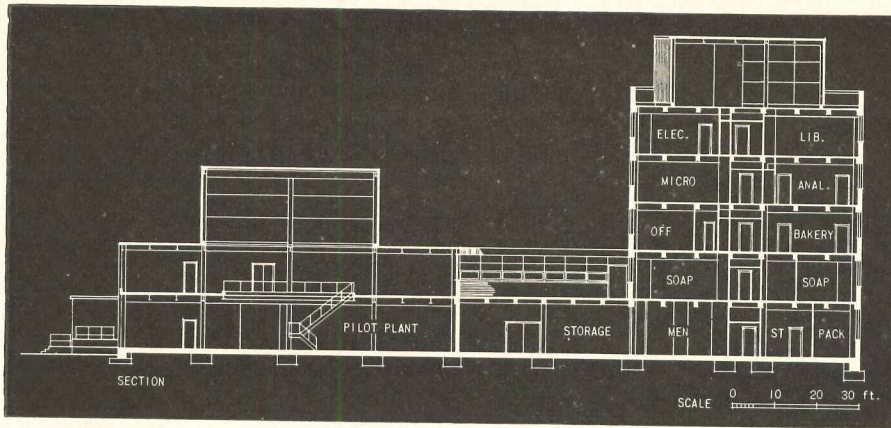 ELEC. LIB.
MICRO ANAL.
OFF BAKERY
SOAP SOAP
PILOT PLANT STORAGE MEN ST PACK
SECTION
SCALE 0 10 20 30 ft.